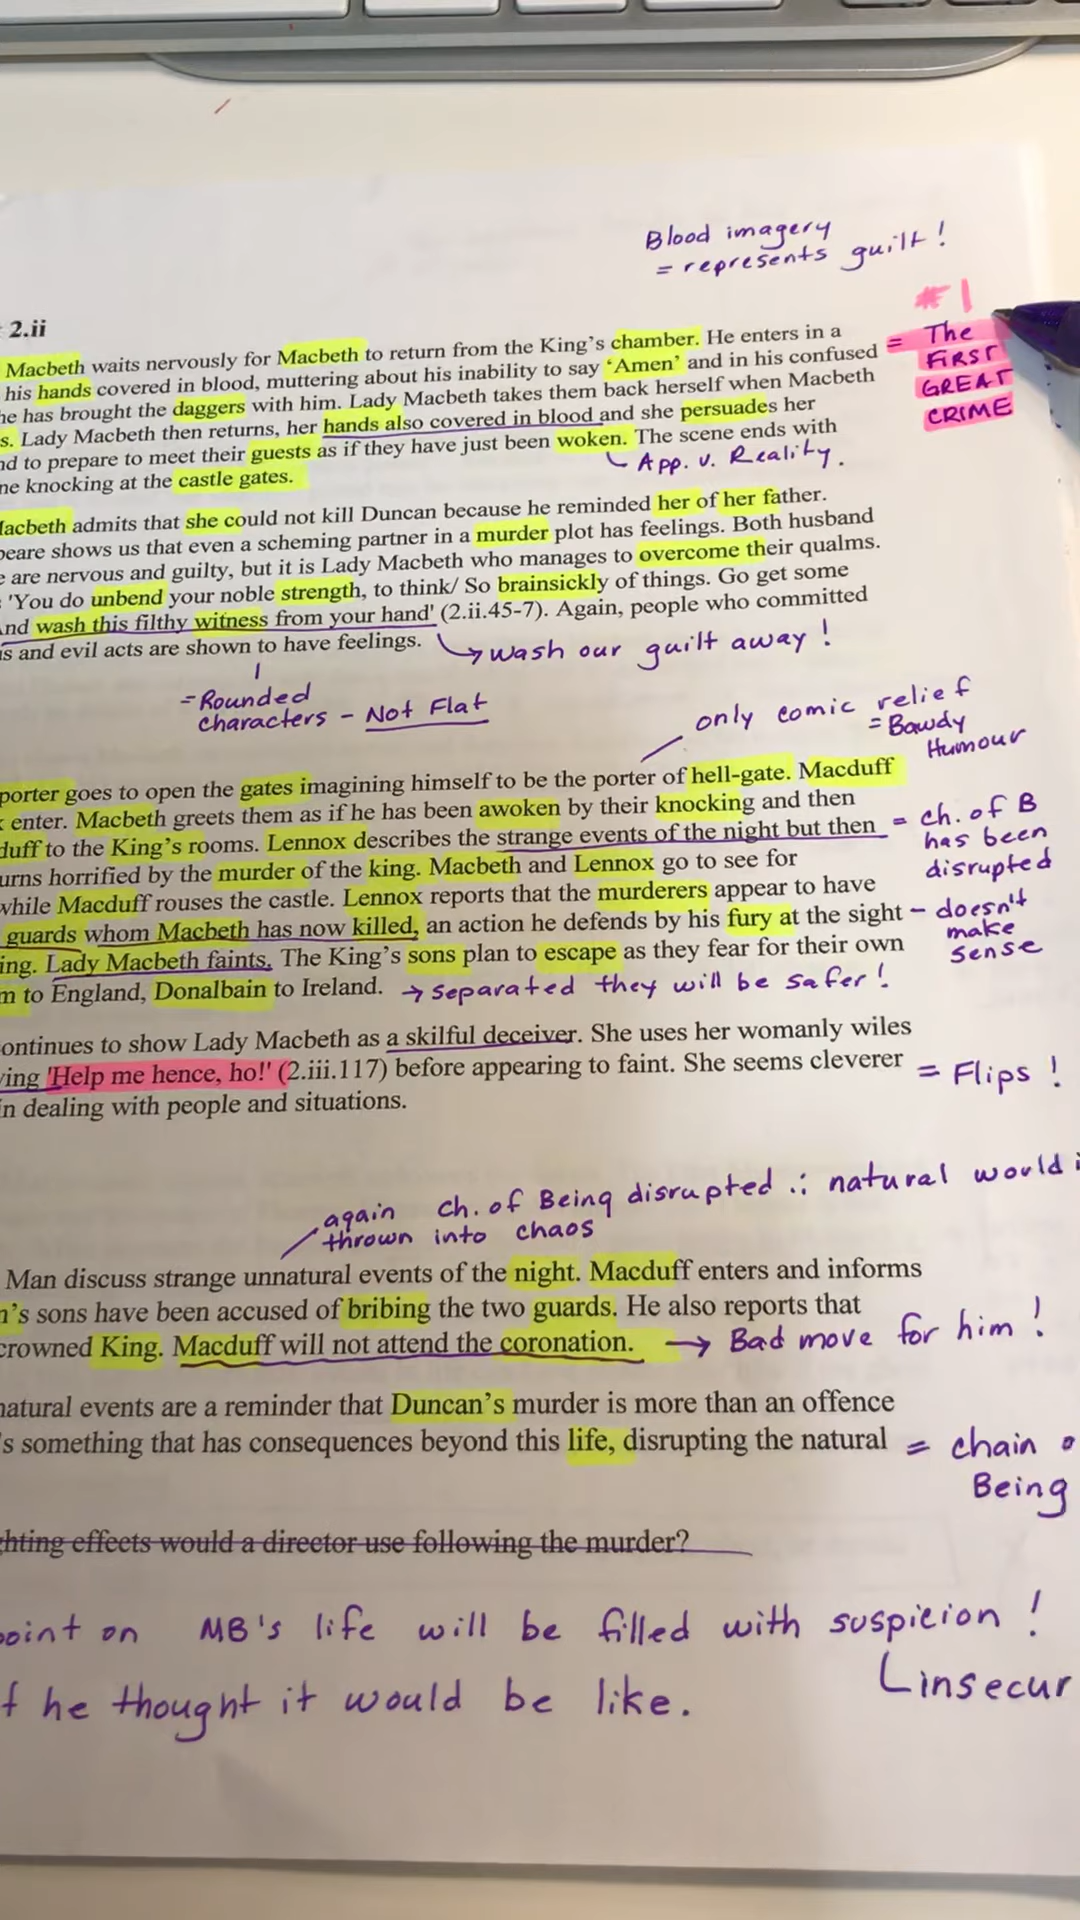 Blood imagery
= represents guilt!
#1
2.ii
= The
FIRST
GREAT
CRIME
Macbeth waits nervously for Macbeth to return from the King's chamber. He enters in a
his hands covered in blood, muttering about his inability to say 'Amen' and in his confused
he has brought the daggers with him. Lady Macbeth takes them back herself when Macbeth
s. Lady Macbeth then returns, her hands also covered in blood and she persuades her
nd to prepare to meet their guests as if they have just been woken. The scene ends with
ne knocking at the castle gates.
App. v. Reality.
acbeth admits that she could not kill Duncan because he reminded her of her father.
peare shows us that even a scheming partner in a murder plot has feelings. Both husband
e are nervous and guilty, but it is Lady Macbeth who manages to overcome their qualms.
'You do unbend your noble strength, to think/ So brainsickly of things. Go get some
And wash this filthy witness from your hand' (2.ii.45-7). Again, people who committed
s and evil acts are shown to have feelings.
→ wash our guilt away!
= Rounded
characters - Not Flat
only comic relief
= Bawdy
Humour
porter goes to open the gates imagining himself to be the porter of hell-gate. Macduff
enter. Macbeth greets them as if he has been awoken by their knocking and then
duff to the King's rooms. Lennox describes the strange events of the night but then
= ch. of B
has been
disrupted
urns horrified by the murder of the king. Macbeth and Lennox go to see for
while Macduff rouses the castle. Lennox reports that the murderers appear to have
guards whom Macbeth has now killed, an action he defends by his fury at the sight
- doesn't
make
sense
ing. Lady Macbeth faints. The King's sons plan to escape as they fear for their own
m to England, Donalbain to Ireland.
→ separated they will be safer!
ontinues to show Lady Macbeth as a skilful deceiver. She uses her womanly wiles
ying 'Help me hence, ho!' (2.iii.117) before appearing to faint. She seems cleverer
= Flips!
in dealing with people and situations.
again ch. of Being disrupted ∴ natural world i
thrown into chaos
Man discuss strange unnatural events of the night. Macduff enters and informs
n's sons have been accused of bribing the two guards. He also reports that
crowned King. Macduff will not attend the coronation.
→ Bad move for him!
natural events are a reminder that Duncan's murder is more than an offence
's something that has consequences beyond this life, disrupting the natural
= chain o
Being
ghting effects would a director use following the murder?
point on MB's life will be filled with suspicion!
insecur
f he thought it would be like.